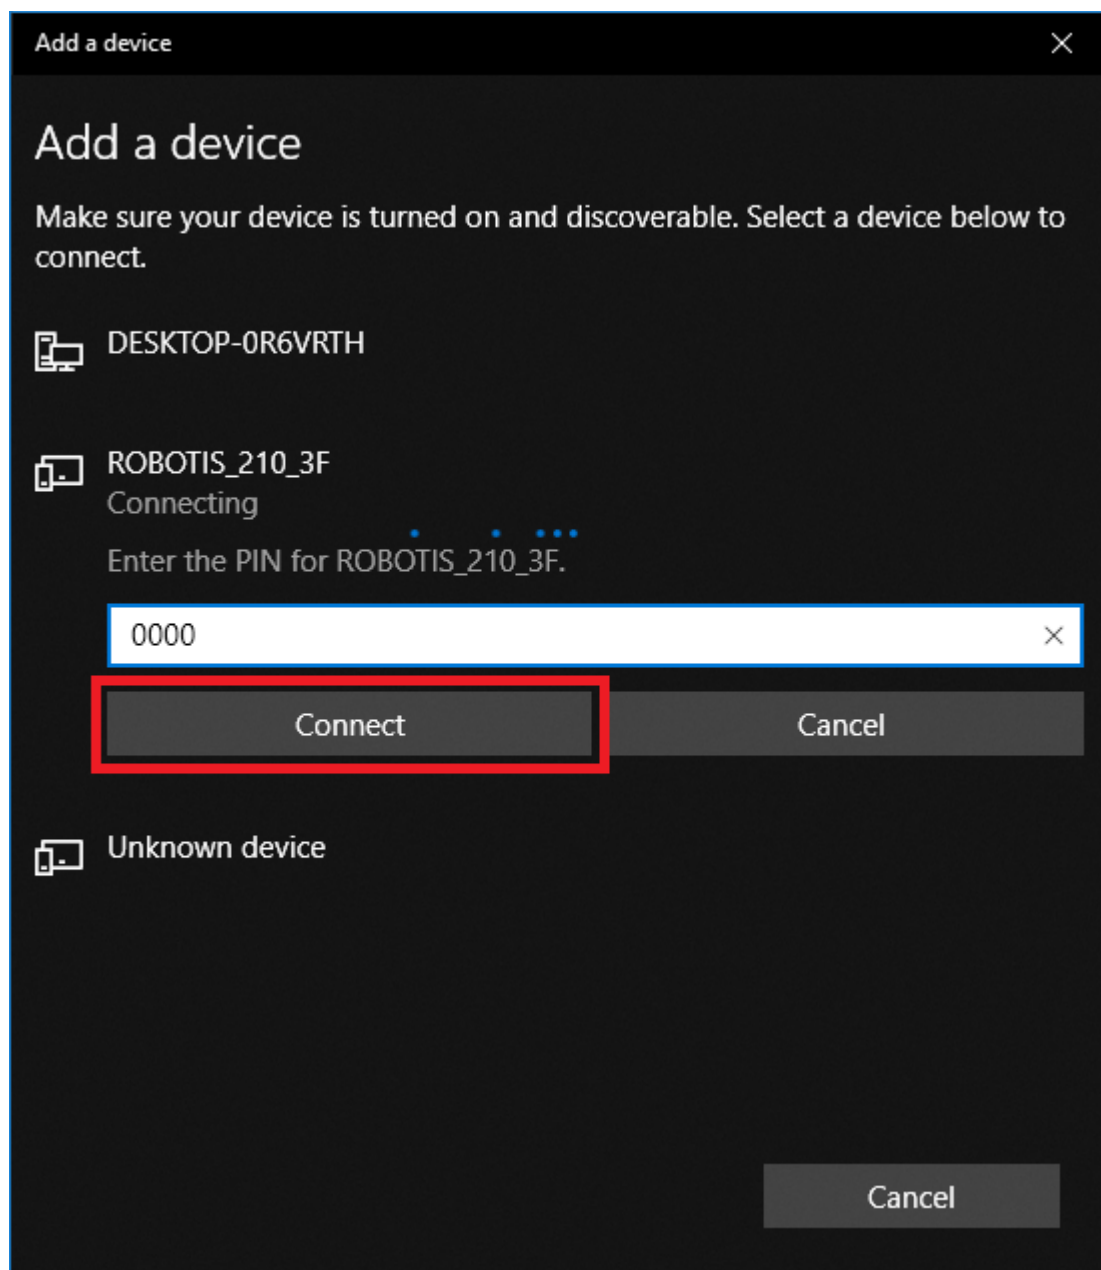 Add a device
Add a device
Make sure your device is turned on and discoverable. Select a device below to
connect.
DESKTOP-0R6VRTH
ROBOTIS_210_3F
Connecting
Enter the PIN for ROBOTIS_210_3F.
0000
Connect Cancel
Unknown device
Cancel